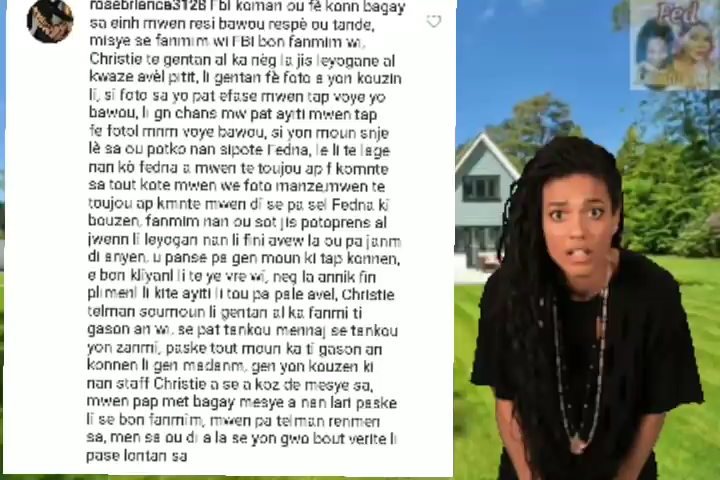 rosebrianca3128 FBI koman ou fè konn bagay
sa einh mwen resi bawou respè ou tande,
misye se fanmim wi FBI bon fanmim wi,
Christie te gentan al ka nèg la jis leyogane al
kwaze avèl pitit, li gentan fè foto a yon kouzin
li, si foto sa yo pat efase mwen tap voye yo
bawou, li gn chans mw pat ayiti mwen tap
fe fotol mnm voye bawou, si yon moun snje
lè sa ou potko nan sipote Fedna, le li te lage
nan kò fedna a mwen te toujou ap f komnte
sa tout kote mwen we foto manze,mwen te
toujou ap kmnte mwen di se pa sel Fedna ki
bouzen, fanmim nan ou sot jis potoprens al
jwenn li leyogan nan li fini avew la ou pa janm
di anyen, u panse pa gen moun ki tap konnen,
e bon kliyanl li te ye vre wi, neg la annik fin
plimenl li kite ayiti li tou pa pale avel, Christie
telman soumoun li gentan al ka fanmi ti
gason an wi, se pat tankou mennaj se tankou
yon zanmi, paske tout moun ka ti gason an
konnen li gen madanm, gen yon kouzen ki
nan staff Christie a se a koz de mesye sa,
mwen pap met bagay mesye a nan lari paske
li se bon fanmim, mwen pa telman renmen
sa, men sa ou di a la se yon gwo bout verite li
pase lontan sa
Fed